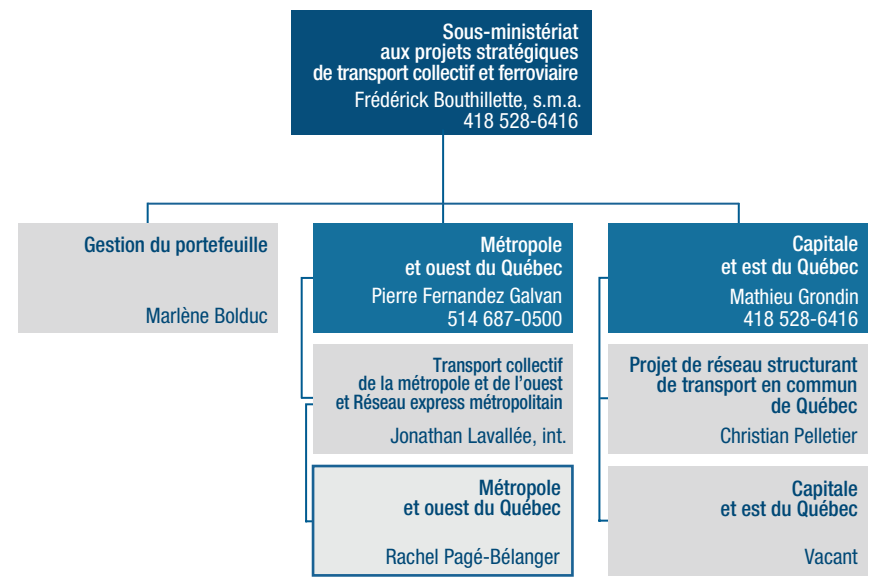 Sous-ministériat
aux projets stratégiques
de transport collectif et ferroviaire
Frédérick Bouthillette, s.m.a.
418 528-6416
Gestion du portefeuille
Marlène Bolduc
Métropole
et ouest du Québec
Pierre Fernandez Galvan
514 687-0500
Capitale
et est du Québec
Mathieu Grondin
418 528-6416
Transport collectif
de la métropole et de l'ouest
et Réseau express métropolitain
Jonathan Lavallée, int.
Projet de réseau structurant
de transport en commun
de Québec
Christian Pelletier
Métropole
et ouest du Québec
Rachel Pagé-Bélanger
Capitale
et est du Québec
Vacant